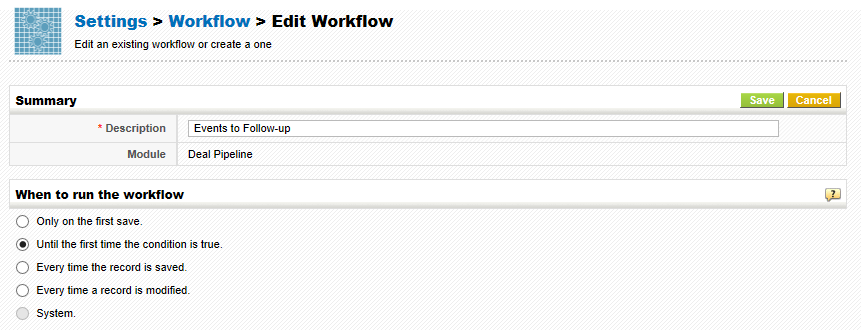 Settings > Workflow > Edit Workflow
Edit an existing workflow or create a one
Summary
Save Cancel
* Description Events to Follow-up
Module Deal Pipeline
When to run the workflow ?
Only on the first save.
Until the first time the condition is true.
Every time the record is saved.
Every time a record is modified.
System.